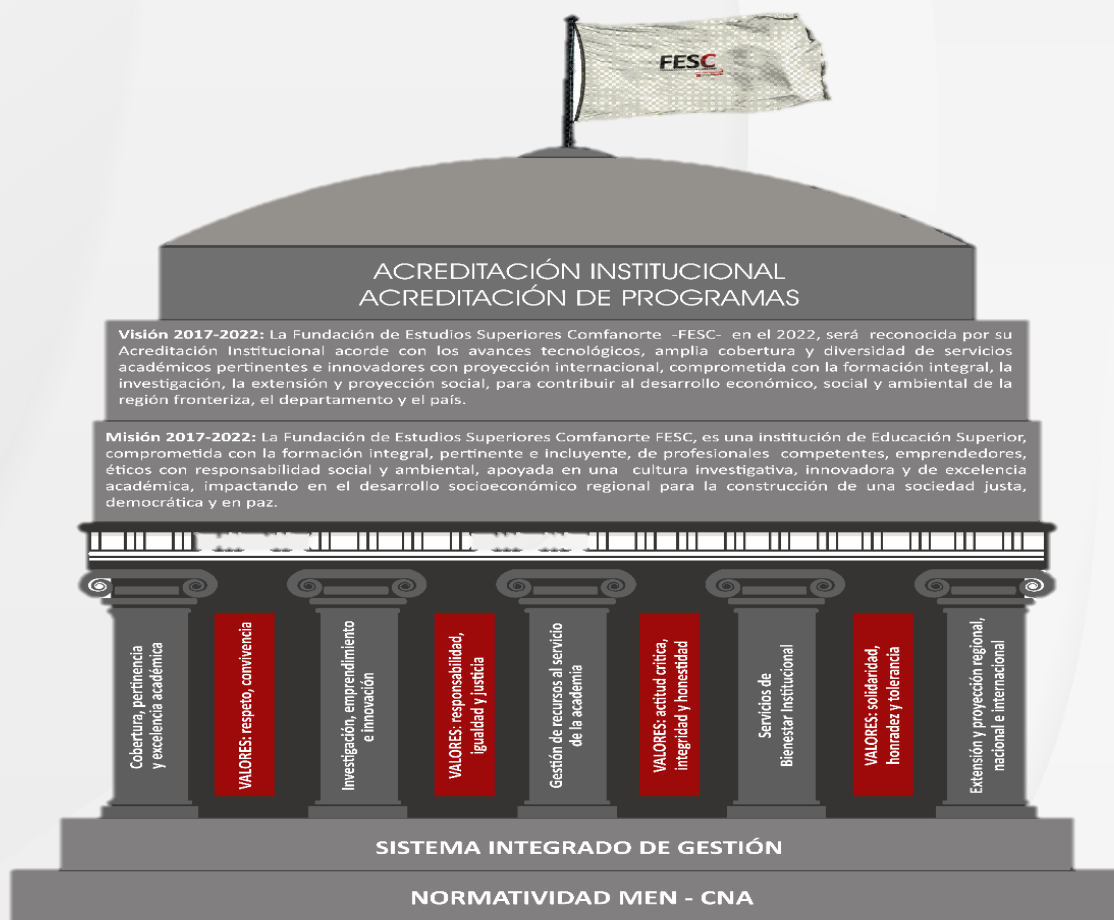 FESC
ACREDITACIÓN INSTITUCIONAL
ACREDITACIÓN DE PROGRAMAS
Visión 2017-2022: La Fundación de Estudios Superiores Comfanorte -FESC- en el 2022, será reconocida por su
Acreditación Institucional acorde con los avances tecnológicos, amplia cobertura y diversidad de servicios
académicos pertinentes e innovadores con proyección internacional, comprometida con la formación integral, la
investigación, la extensión y proyección social, para contribuir al desarrollo económico, social y ambiental de la
región fronteriza, el departamento y el país.
Misión 2017-2022: La Fundación de Estudios Superiores Comfanorte FESC, es una institución de Educación Superior,
comprometida con la formación integral, pertinente e incluyente, de profesionales competentes, emprendedores,
éticos con responsabilidad social y ambiental, apoyada en una cultura investigativa, innovadora y de excelencia
académica, impactando en el desarrollo socioeconómico regional para la construcción de una sociedad justa,
democrática y en paz.
Cobertura, pertinencia
y excelencia académica
VALORES: respeto, convivencia
Investigación, emprendimiento
e innovación
VALORES: responsabilidad,
igualdad y justicia
Gestión de recursos al servicio
de la academia
VALORES: actitud critica,
integridad y honestidad
Servicios de
Bienestar Institucional
VALORES: solidaridad,
honradez y tolerancia
Extensión y proyección regional,
nacional e internacional
SISTEMA INTEGRADO DE GESTIÓN
NORMATIVIDAD MEN - CNA